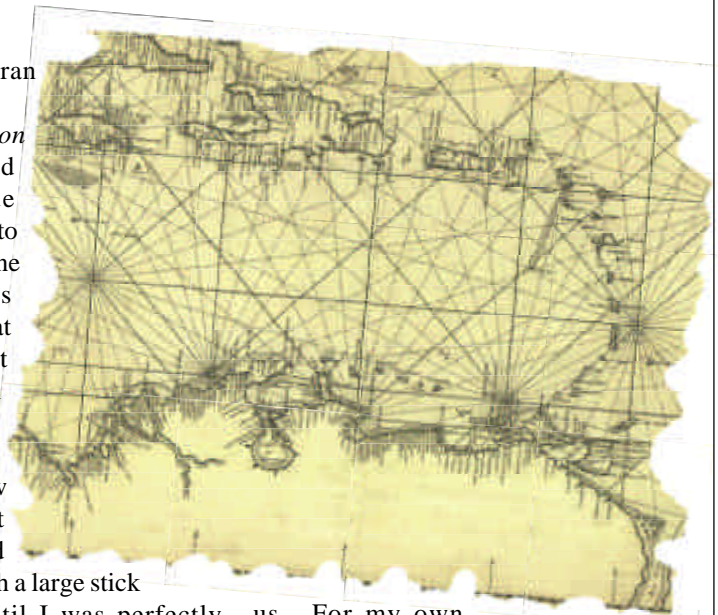 ran
on
d
e
to
he
s
at
t
t
d
h a large stick
til I was perfectly us. For my own